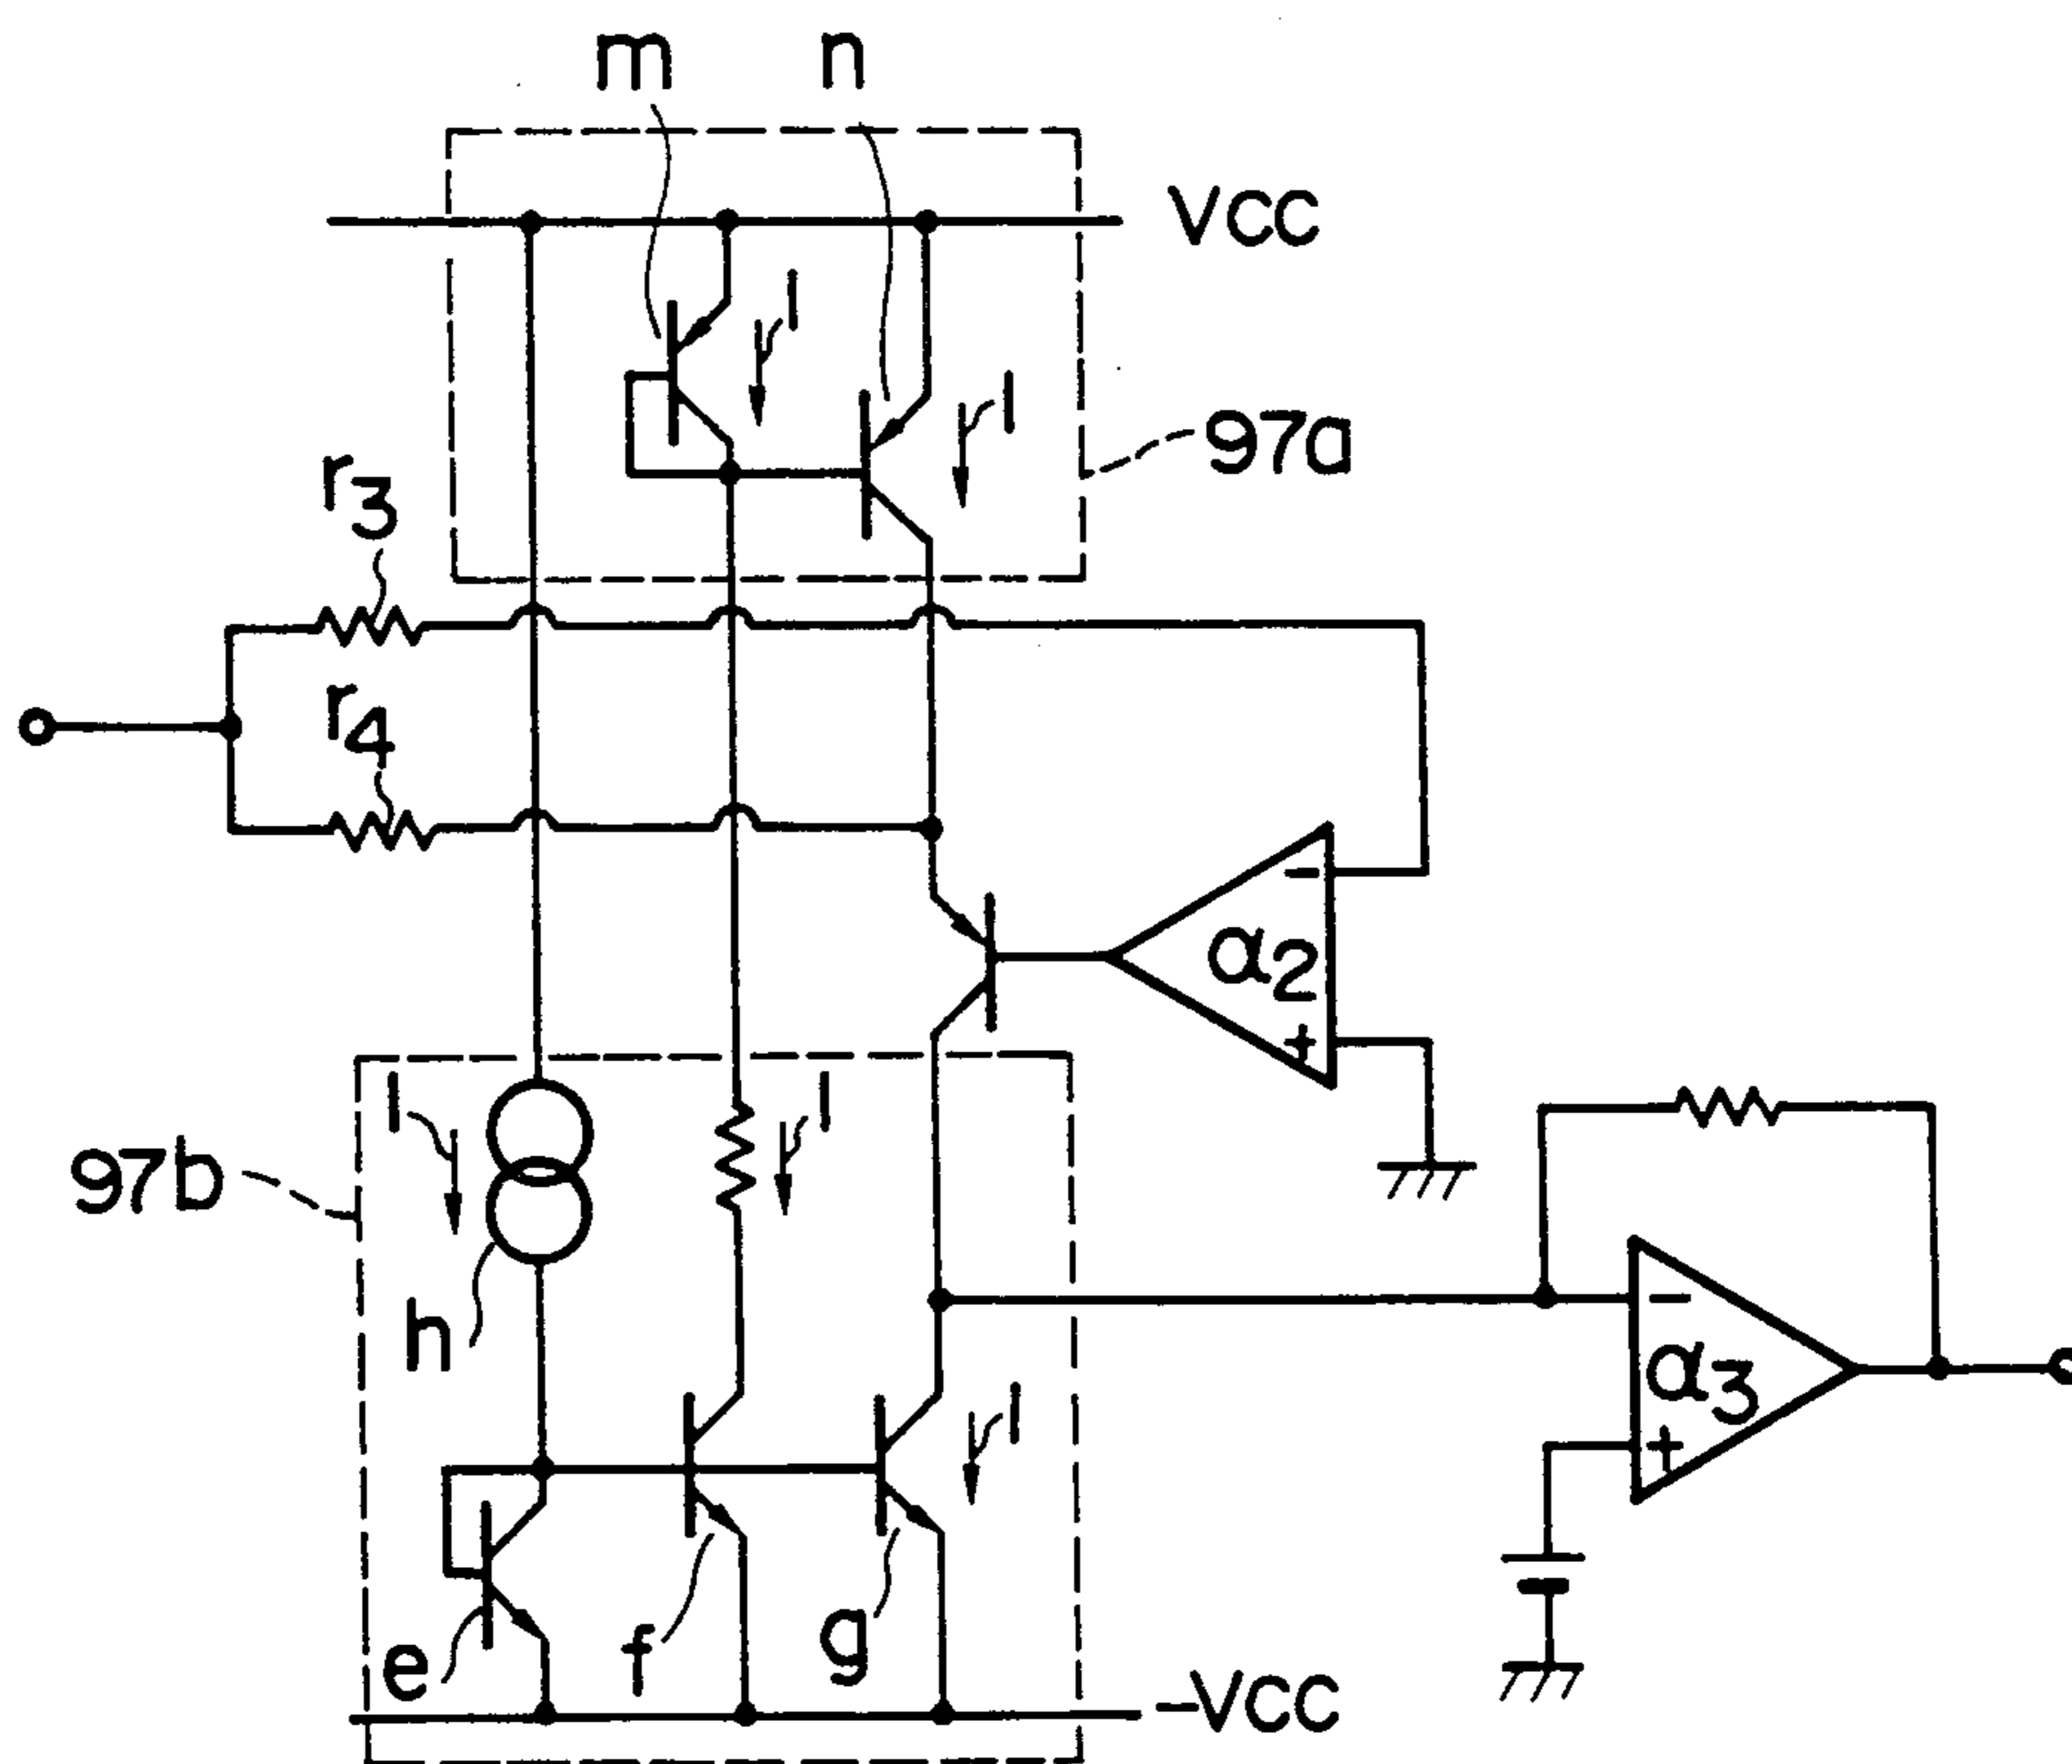 m n
VCC
l
l
97a
r3
r4
α2
-
+
l
l
97b
h
-
α3
+
l
e
f
g
-VCC